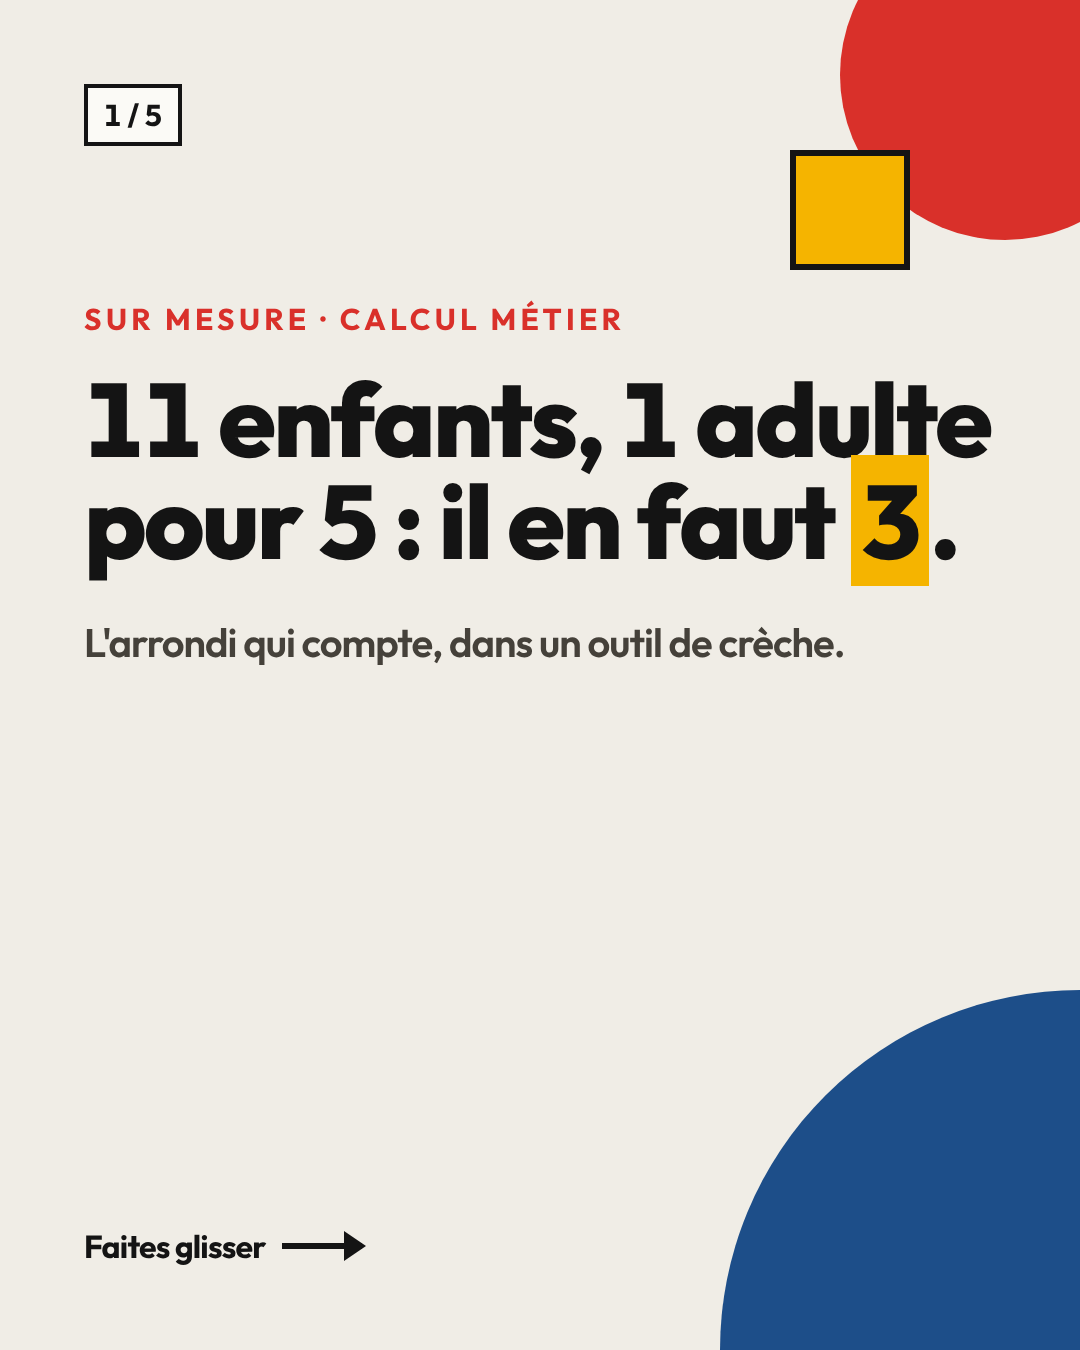 1 / 5
SUR MESURE · CALCUL MÉTIER
11 enfants, 1 adulte
pour 5 : il en faut 3.
L'arrondi qui compte, dans un outil de crèche.
Faites glisser